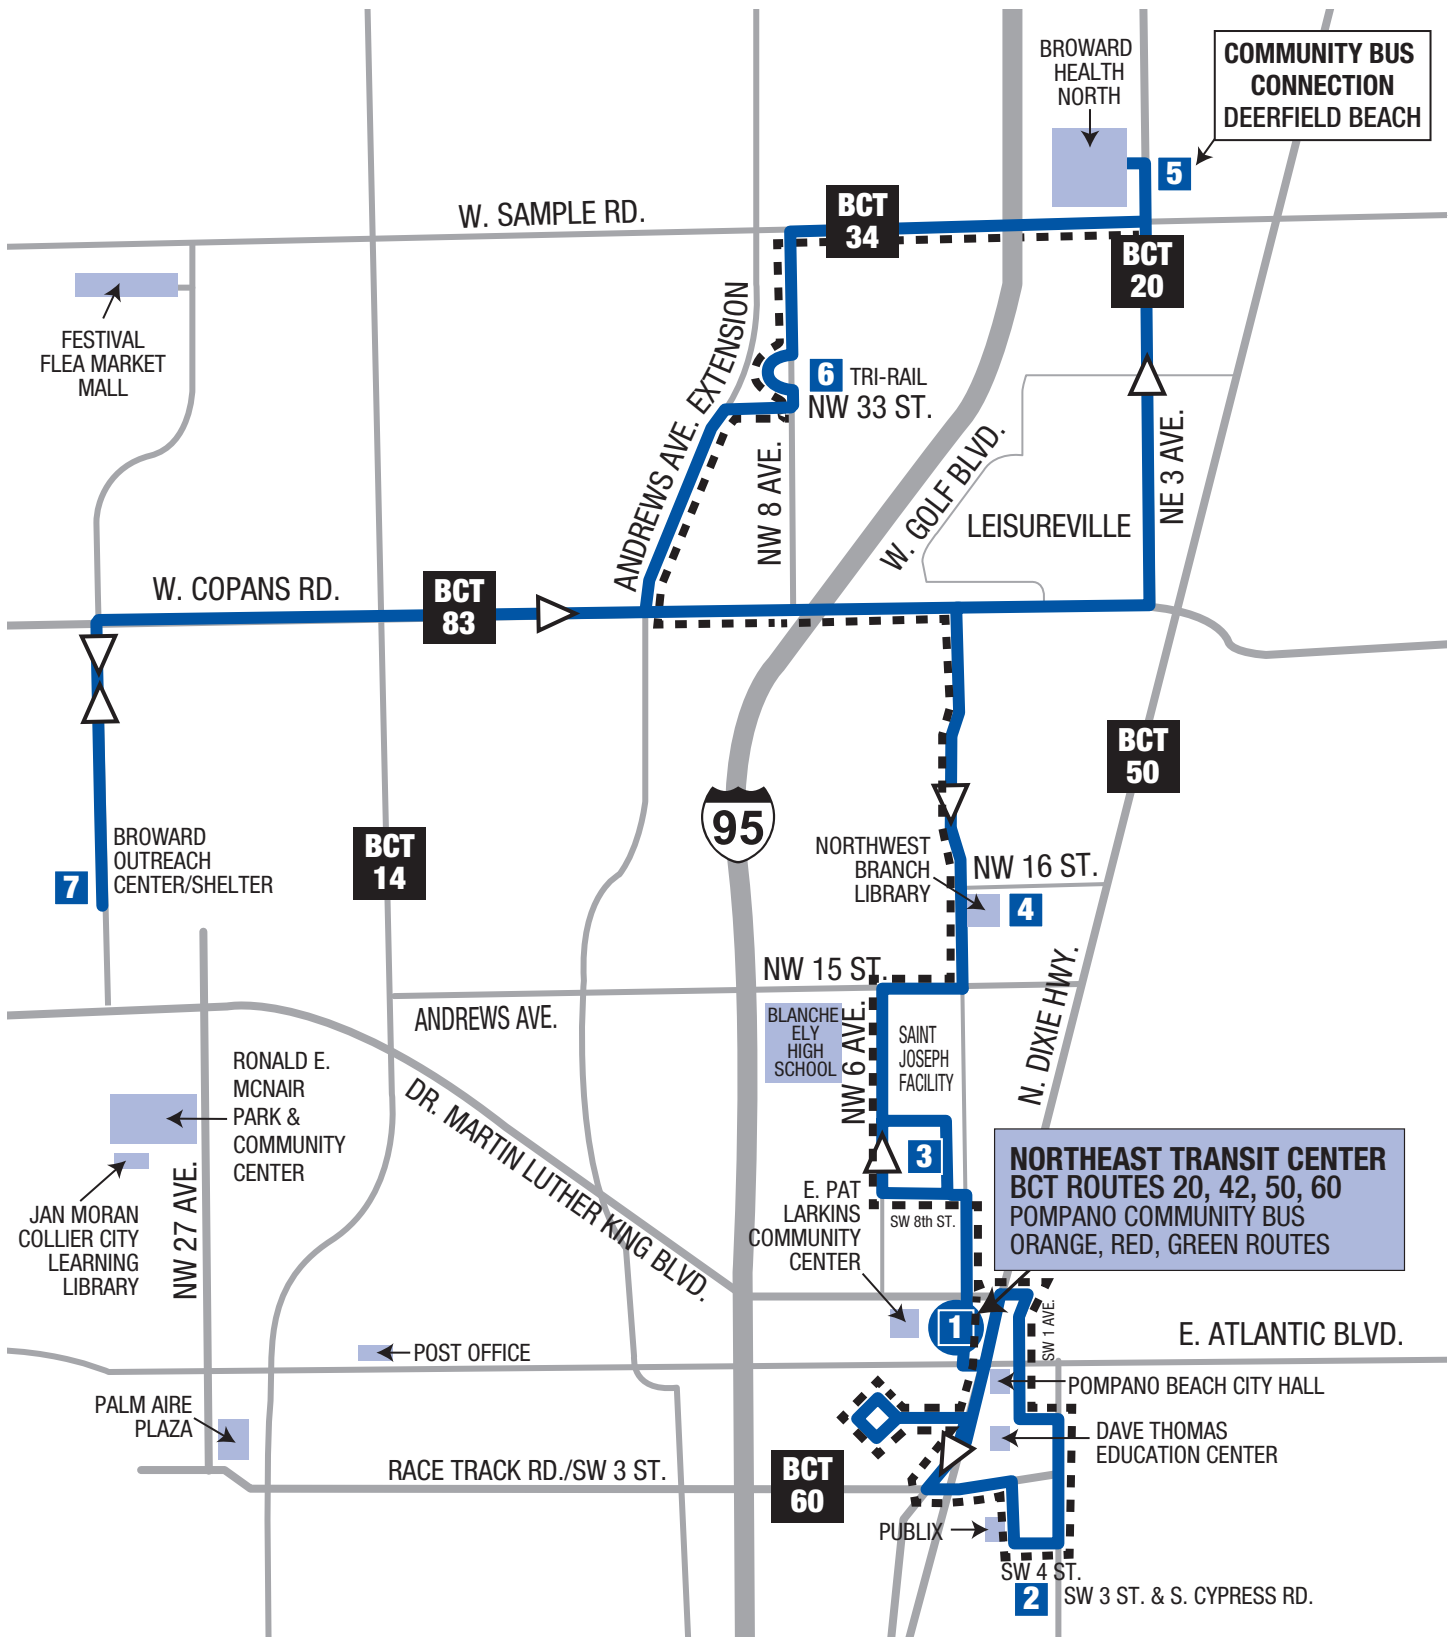 BROWARD
HEALTH
NORTH
COMMUNITY BUS
CONNECTION
DEERFIELD BEACH
5
W. SAMPLE RD.
BCT
34
BCT
20
FESTIVAL
FLEA MARKET
MALL
ANDREWS AVE. EXTENSION
6 TRI-RAIL
NW 33 ST.
NW 8 AVE.
W. GOLF BLVD.
LEISUREVILLE
NE 3 AVE.
W. COPANS RD.
BCT
83
BCT
50
95
BROWARD
OUTREACH
CENTER/SHELTER
7
BCT
14
NORTHWEST
BRANCH
LIBRARY
NW 16 ST.
4
NW 15 ST.
ANDREWS AVE.
BLANCHE
ELY
HIGH
SCHOOL
NW 6 AVE.
SAINT
JOSEPH
FACILITY
N. DIXIE HWY.
RONALD E.
MCNAIR
PARK &
COMMUNITY
CENTER
DR. MARTIN LUTHER KING BLVD.
3
NORTHEAST TRANSIT CENTER
BCT ROUTES 20, 42, 50, 60
POMPANO COMMUNITY BUS
ORANGE, RED, GREEN ROUTES
JAN MORAN
COLLIER CITY
LEARNING
LIBRARY
NW 27 AVE.
E. PAT
LARKINS
COMMUNITY
CENTER
SW 8th ST.
1
SW 1 AVE.
E. ATLANTIC BLVD.
POST OFFICE
POMPANO BEACH CITY HALL
PALM AIRE
PLAZA
DAVE THOMAS
EDUCATION CENTER
RACE TRACK RD./SW 3 ST.
BCT
60
PUBLIX
SW 4 ST.
2 SW 3 ST. & S. CYPRESS RD.